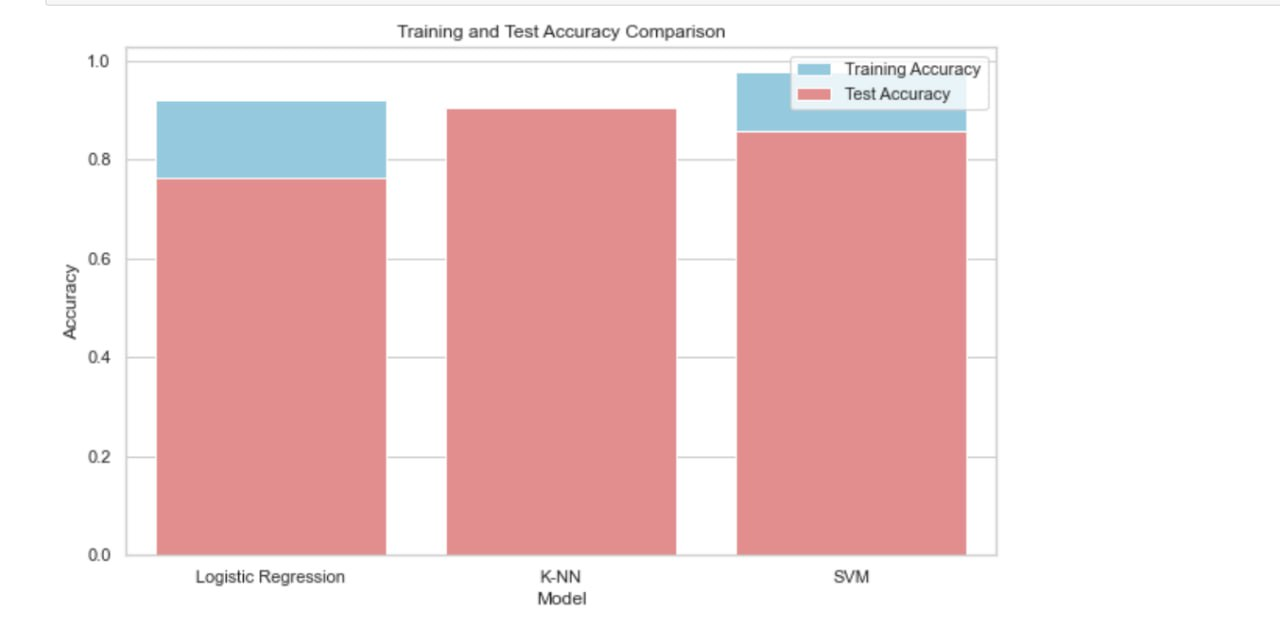 Training and Test Accuracy Comparison
1.0
0.8
0.6
0.4
0.2
0.0
Accuracy
Training Accuracy
Test Accuracy
Logistic Regression
K-NN
SVM
Model